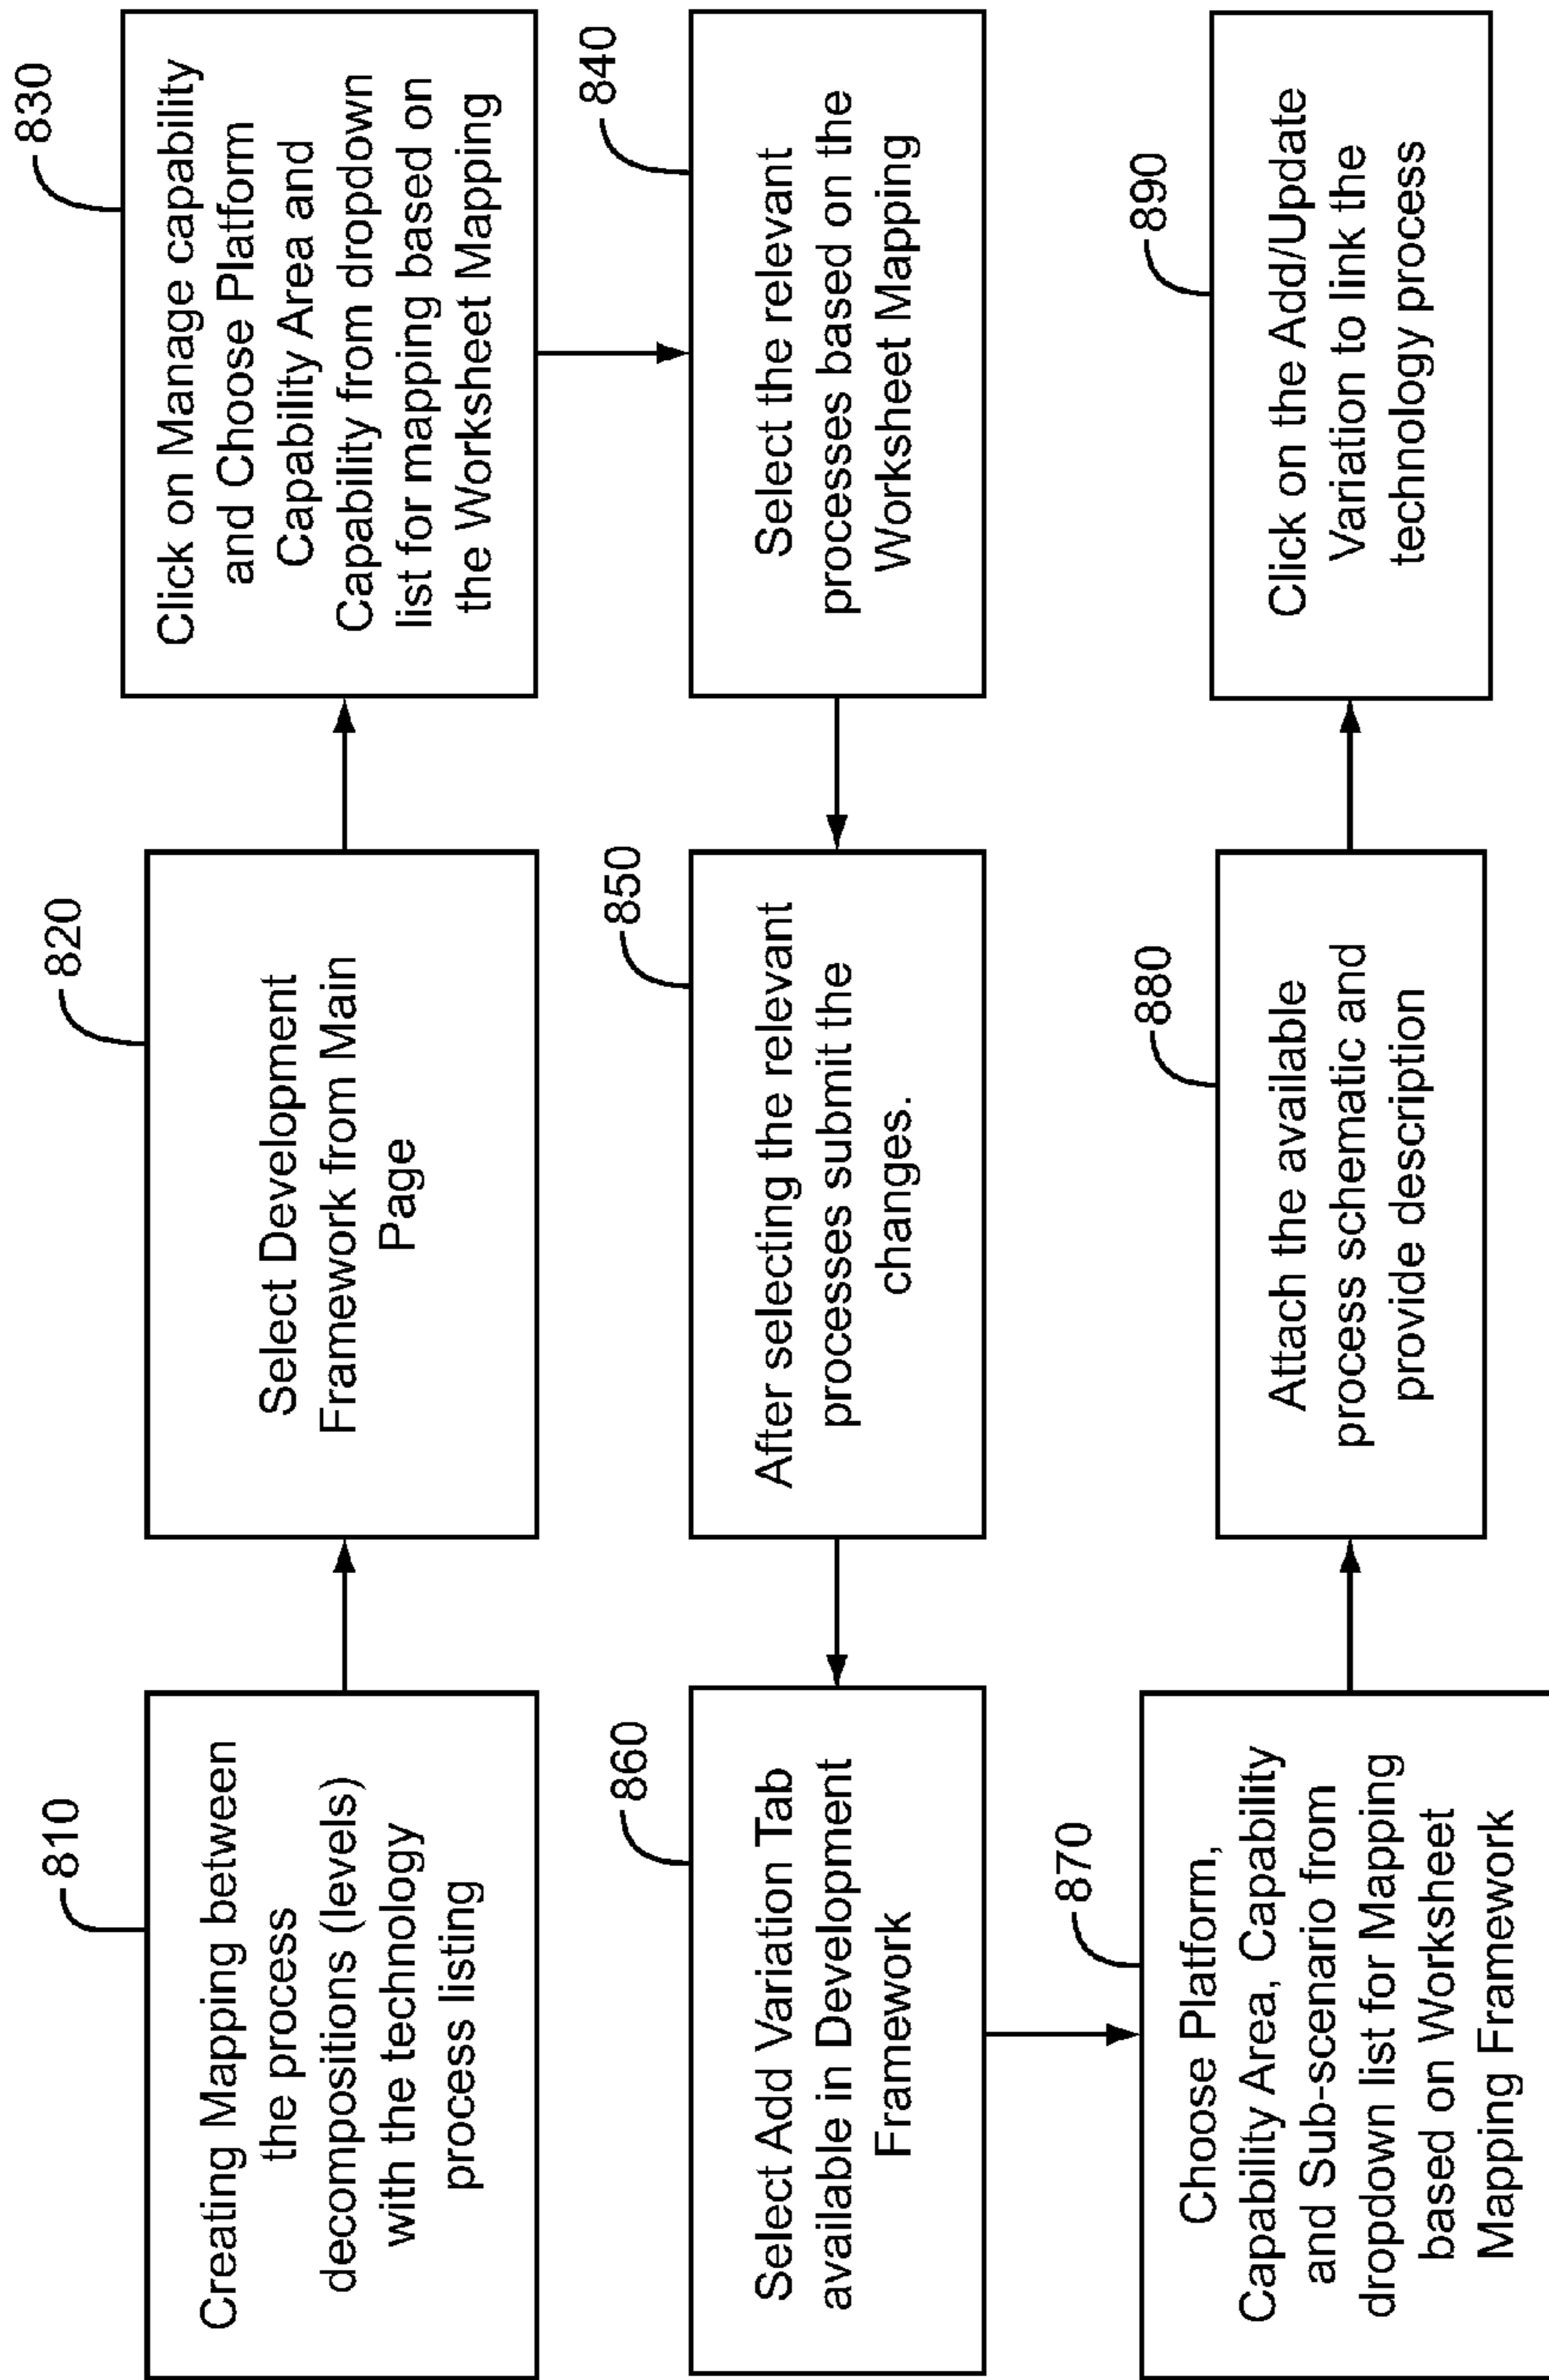 810
Creating Mapping between
the process
decompositions (levels)
with the technology
process listing
820
Select Development
Framework from Main
Page
830
Click on Manage capability
and Choose Platform
Capability Area and
Capability from dropdown
list for mapping based on
the Worksheet Mapping
840
Select the relevant
processes based on the
Worksheet Mapping
850
After selecting the relevant
processes submit the
changes.
860
Select Add Variation Tab
available in Development
Framework
870
Choose Platform,
Capability Area, Capability
and Sub-scenario from
dropdown list for Mapping
based on Worksheet
Mapping Framework
880
Attach the available
process schematic and
provide description
890
Click on the Add/Update
Variation to link the
technology process